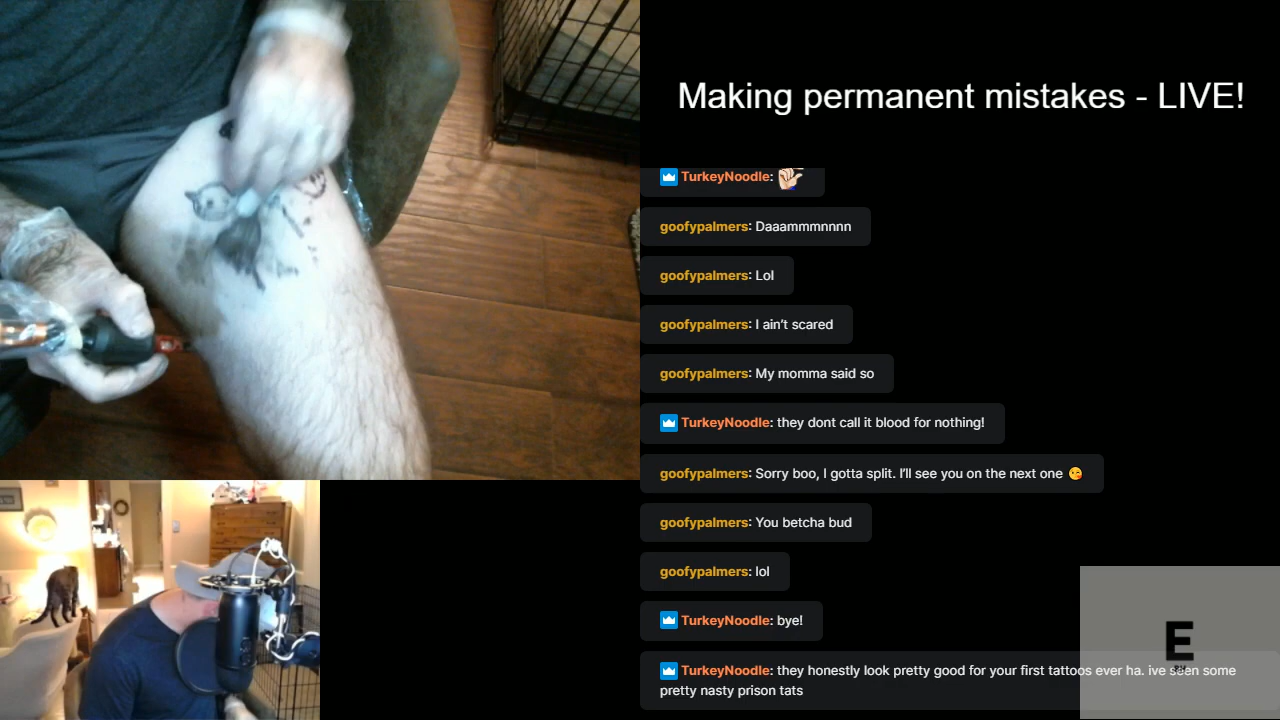 Making permanent mistakes - LIVE!
TurkeyNoodle:
goofypalmers: Daaammmnnnn
goofypalmers: Lol
goofypalmers: I ain't scared
goofypalmers: My momma said so
TurkeyNoodle: they dont call it blood for nothing!
goofypalmers: Sorry boo, I gotta split. I'll see you on the next one 😘
goofypalmers: You betcha bud
goofypalmers: lol
TurkeyNoodle: bye!
TurkeyNoodle: they honestly look pretty good for your first tattoos ever ha. ive seen some
pretty nasty prison tats
E